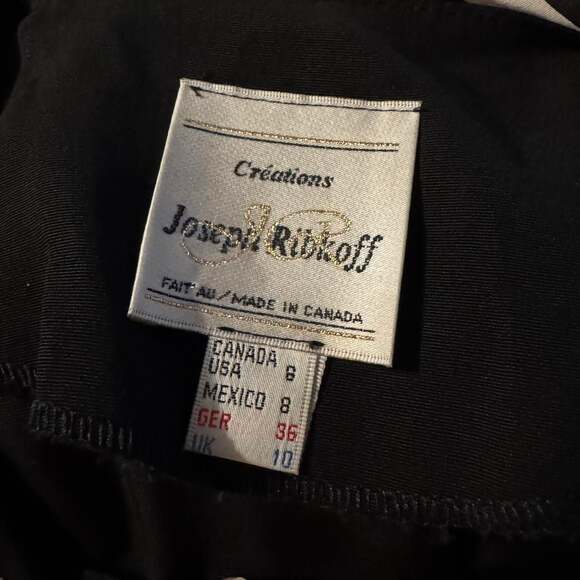 Créations
Joseph Ribkoff
FAIT AU/MADE IN CANADA
CANADA
USA 6
MEXICO 8
GER 36
UK 10